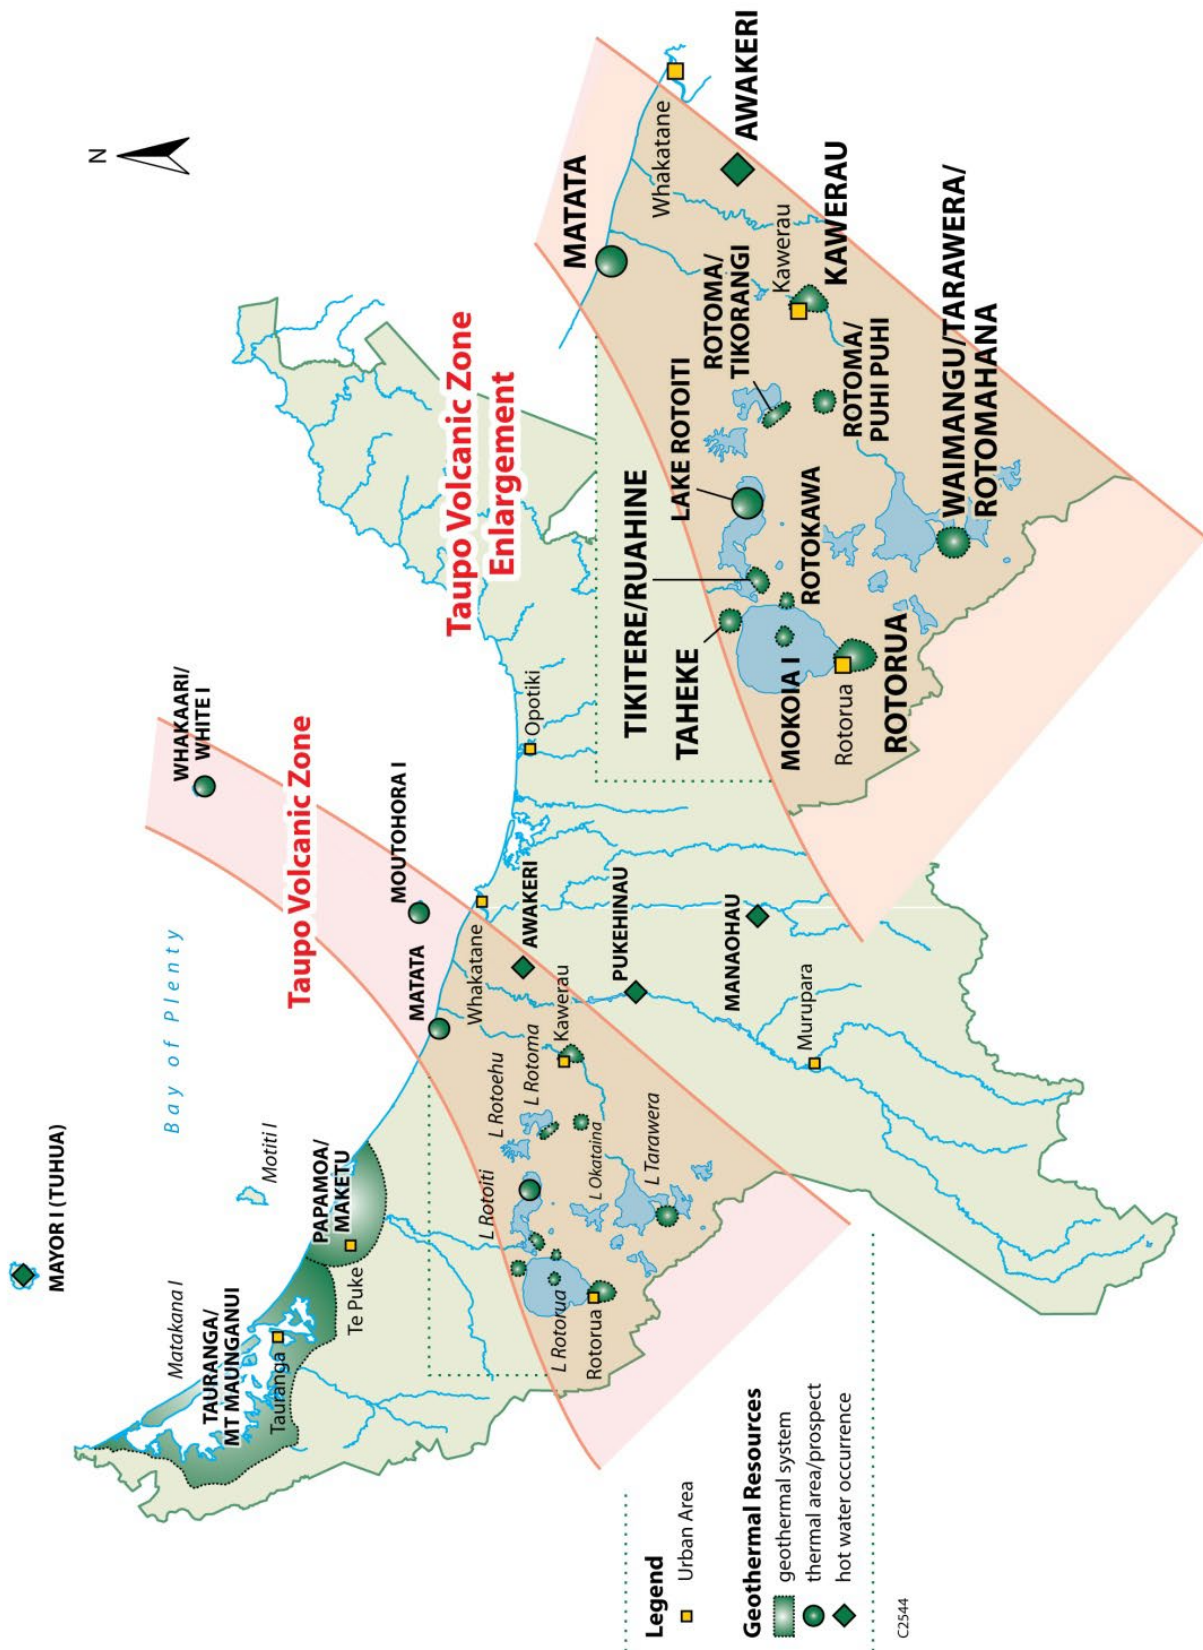 N
MAYOR I (TUHUA)
Bay of Plenty
Motiti I
Matakana I
WHAKAARI/
WHITE I
Taupo Volcanic Zone
TAURANGA/
MT MAUNGANUI
Tauranga
PAPAMOA/
MAKETU
Te Puke
MOUTOHORA I
MATATA
Whakatane
AWAKERI
Opotiki
L Rotoiti
L Rotoehu
L Rotoma
Kawerau
L Rotorua
Rotorua
L Okataina
L Tarawera
PUKEHINAU
MANAOHAU
Murupara
Taupo Volcanic Zone
Enlargement
MATATA
Whakatane
AWAKERI
TIKITERE/RUAHINE
TAHEKE
LAKE ROTOITI
ROTOMA/
TIKORANGI
Kawerau
KAWERAU
MOKOIA I
ROTOKAWA
ROTOMA/
PUHI PUHI
Rotorua
ROTORUA
WAIMANGU/TARAWERA/
ROTOMAHANA
Legend
Urban Area
Geothermal Resources
geothermal system
thermal area/prospect
hot water occurrence
C2544